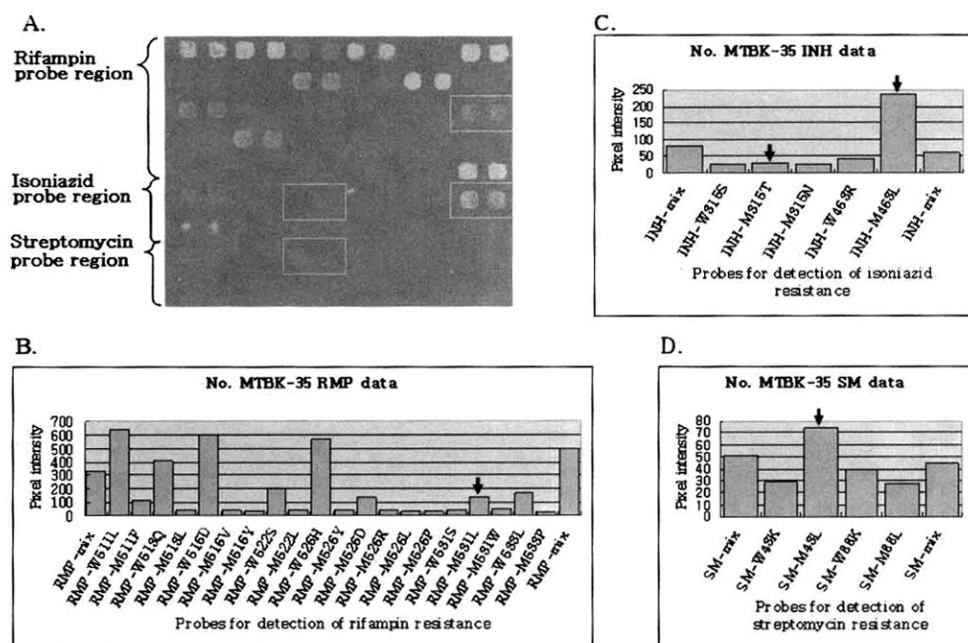 A.
Rifampin
probe region
Isoniazid
probe region
Streptomycin
probe region
B.
No. MTBK-35 RMP data
Pixel intensity
700
600
500
400
300
200
100
0
RMP-mix
RMP-W511L
RMP-M511P
RMP-W513Q
RMP-M513L
RMP-W516D
RMP-M516V
RMP-M516Y
RMP-W522S
RMP-M522L
RMP-W526H
RMP-M526Y
RMP-M526D
RMP-M526R
RMP-M526L
RMP-M526P
RMP-W531S
RMP-M531L
RMP-M531W
RMP-W533L
RMP-M533P
RMP-mix
Probes for detection of rifampin resistance
C.
No. MTBK-35 INH data
Pixel intensity
250
200
150
100
50
0
INH-mix
INH-W315S
INH-M315T
INH-M315N
INH-W463R
INH-M463L
INH-mix
Probes for detection of isoniazid
resistance
D.
No. MTBK-35 SM data
Pixel intensity
80
70
60
50
40
30
20
10
0
SM-mix
SM-W43K
SM-M43L
SM-W88K
SM-M88L
SM-mix
Probes for detection of
streptomycin resistance